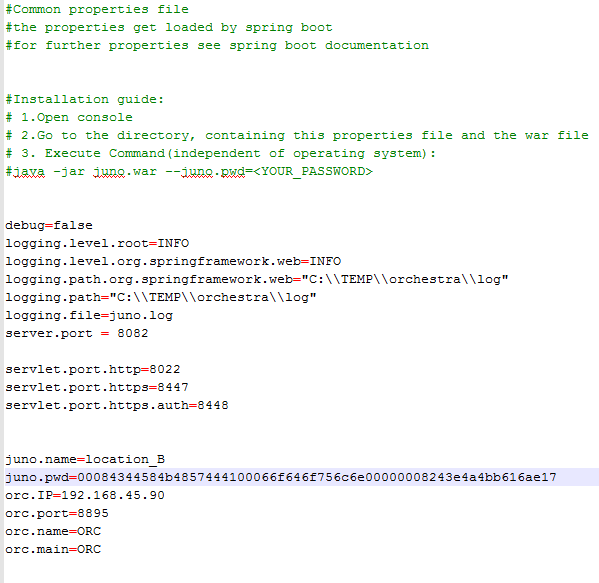 #Common properties file
#the properties get loaded by spring boot
#for further properties see spring boot documentation
#Installation guide:
# 1.Open console
# 2.Go to the directory, containing this properties file and the war file
# 3. Execute Command(independent of operating system):
#java -jar juno.war --juno.pwd=<YOUR_PASSWORD>
debug=false
logging.level.root=INFO
logging.level.org.springframework.web=INFO
logging.path.org.springframework.web="C:\\TEMP\\orchestra\\log"
logging.path="C:\\TEMP\\orchestra\\log"
logging.file=juno.log
server.port = 8082
servlet.port.http=8022
servlet.port.https=8447
servlet.port.https.auth=8448
juno.name=location_B
juno.pwd=00084344584b4857444100066f646f756c6e00000008243e4a4bb616ae17
orc.IP=192.168.45.90
orc.port=8895
orc.name=ORC
orc.main=ORC